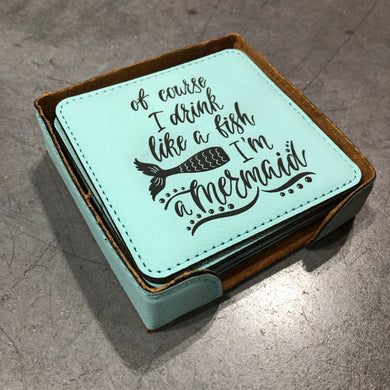 of course
I drink
like a fish
I'm
a mermaid